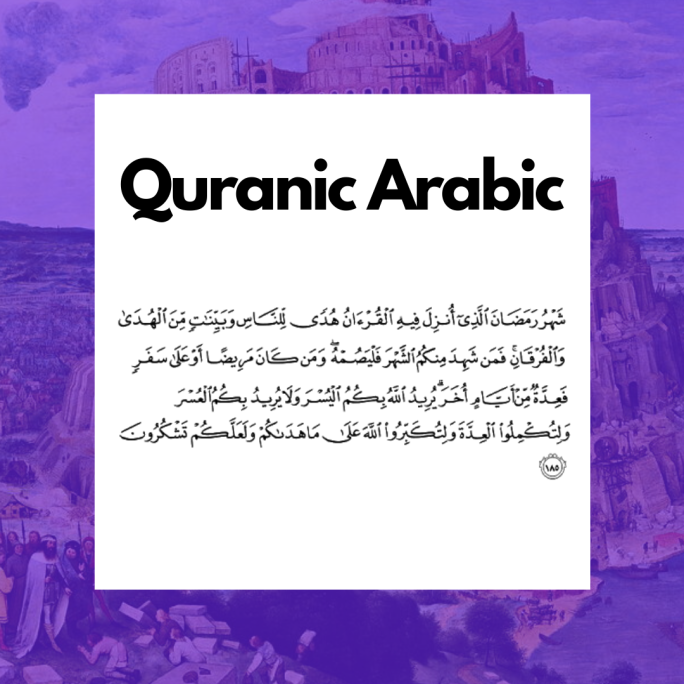 Quranic Arabic
شَهْرُ رَمَضَانَ ٱلَّذِىٓ أُنزِلَ فِيهِ ٱلْقُرْءَانُ هُدًى لِّلنَّاسِ وَبَيِّنَٰتٍ مِّنَ ٱلْهُدَىٰ
وَٱلْفُرْقَانِ ۚ فَمَن شَهِدَ مِنكُمُ ٱلشَّهْرَ فَلْيَصُمْهُ ۖ وَمَن كَانَ مَرِيضًا أَوْ عَلَىٰ سَفَرٍ
فَعِدَّةٌ مِّنْ أَيَّامٍ أُخَرَ ۗ يُرِيدُ ٱللَّهُ بِكُمُ ٱلْيُسْرَ وَلَا يُرِيدُ بِكُمُ ٱلْعُسْرَ
وَلِتُكْمِلُوا۟ ٱلْعِدَّةَ وَلِتُكَبِّرُوا۟ ٱللَّهَ عَلَىٰ مَا هَدَىٰكُمْ وَلَعَلَّكُمْ تَشْكُرُونَ
١٨٥